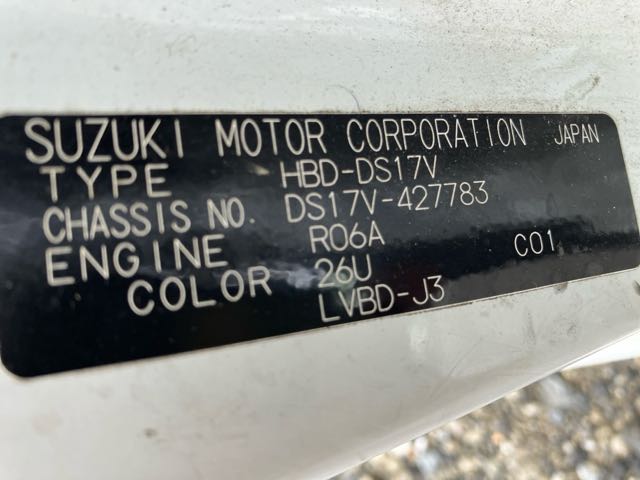 SUZUKI MOTOR CORPORATION JAPAN
TYPE HBD-DS17V
CHASSIS NO. DS17V-427783
ENGINE R06A
COLOR 26U C01
LVBD-J3